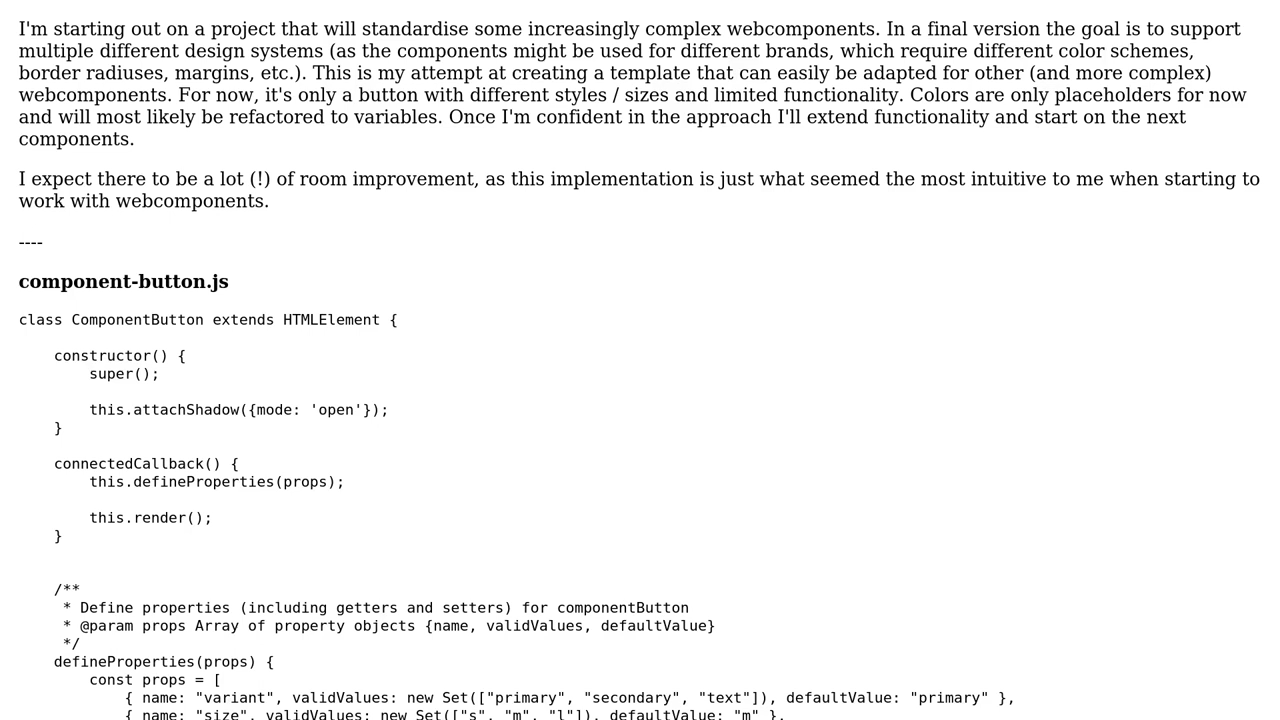 I'm starting out on a project that will standardise some increasingly complex webcomponents. In a final version the goal is to support
multiple different design systems (as the components might be used for different brands, which require different color schemes,
border radiuses, margins, etc.). This is my attempt at creating a template that can easily be adapted for other (and more complex)
webcomponents. For now, it's only a button with different styles / sizes and limited functionality. Colors are only placeholders for now
and will most likely be refactored to variables. Once I'm confident in the approach I'll extend functionality and start on the next
components.
I expect there to be a lot (!) of room improvement, as this implementation is just what seemed the most intuitive to me when starting to
work with webcomponents.
----
component-button.js
class ComponentButton extends HTMLElement {
    constructor() {
        super();
        this.attachShadow({mode: 'open'});
    }
    connectedCallback() {
        this.defineProperties(props);
        this.render();
    }
    /**
     * Define properties (including getters and setters) for componentButton
     * @param props Array of property objects {name, validValues, defaultValue}
     */
    defineProperties(props) {
        const props = [
            { name: "variant", validValues: new Set(["primary", "secondary", "text"]), defaultValue: "primary" },
            { name: "size", validValues: new Set(["s", "m", "l"]), defaultValue: "m" },